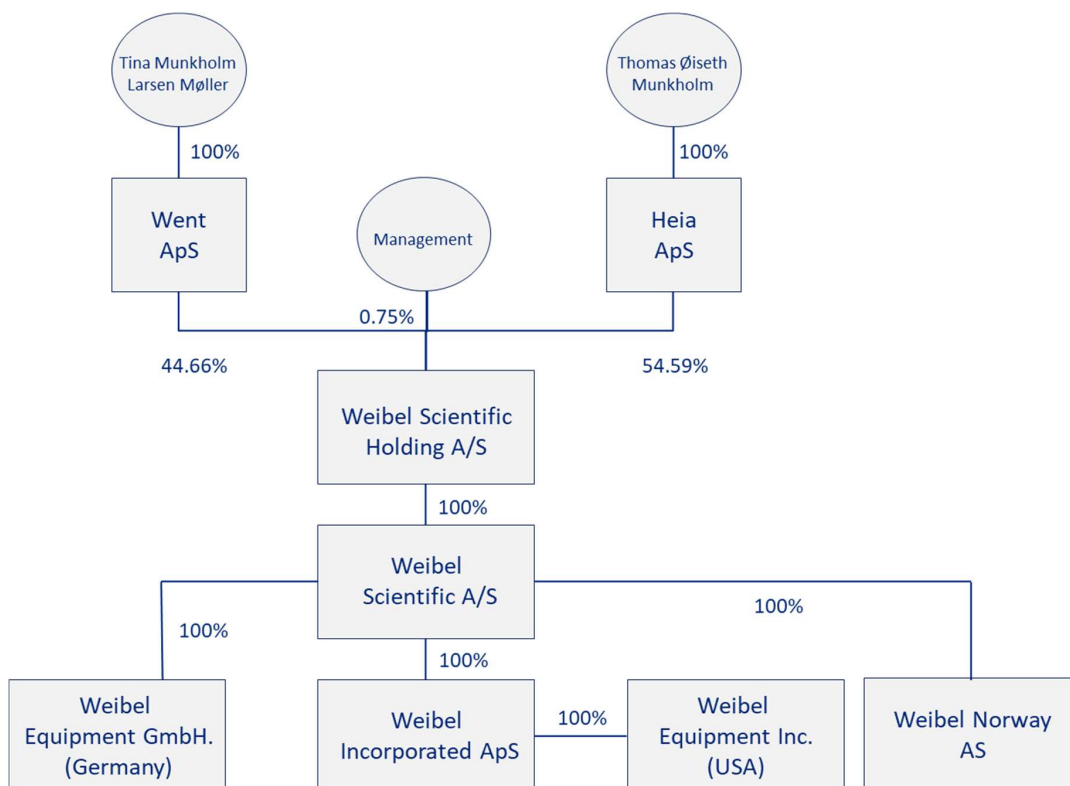 Tina Munkholm
Larsen Møller
Thomas Øiseth
Munkholm
100%
100%
Went
ApS
Management
Heia
ApS
0.75%
44.66%
54.59%
Weibel Scientific
Holding A/S
100%
Weibel
Scientific A/S
100%
100%
100%
Weibel
Equipment GmbH.
(Germany)
Weibel
Incorporated ApS
100%
Weibel
Equipment Inc.
(USA)
Weibel Norway
AS